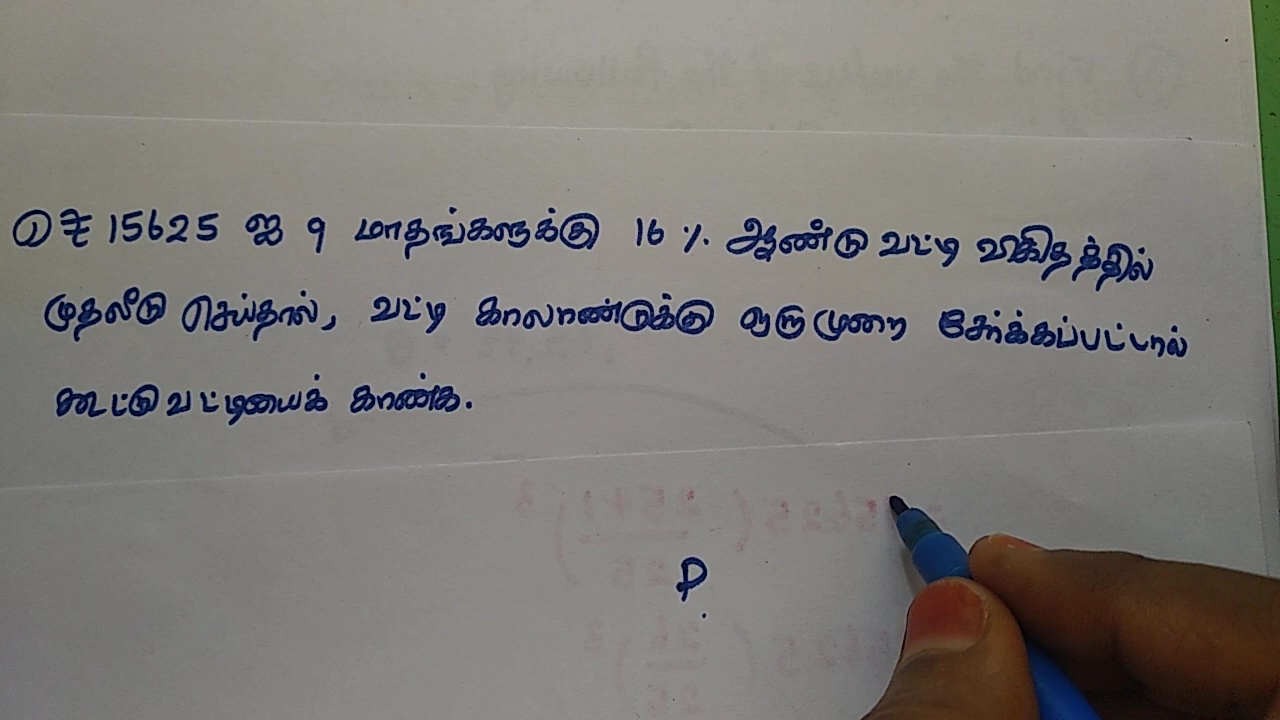 ① ₹ 15625 ஐ 9 மாதங்களுக்கு 16 %. ஆண்டு வட்டி விகிதத்தில்
முதலீடு செய்தால், வட்டி காலாண்டுக்கு ஒருமுறை சேர்க்கப்பட்டால்
கூட்டு வட்டியைக் காண்க.
P